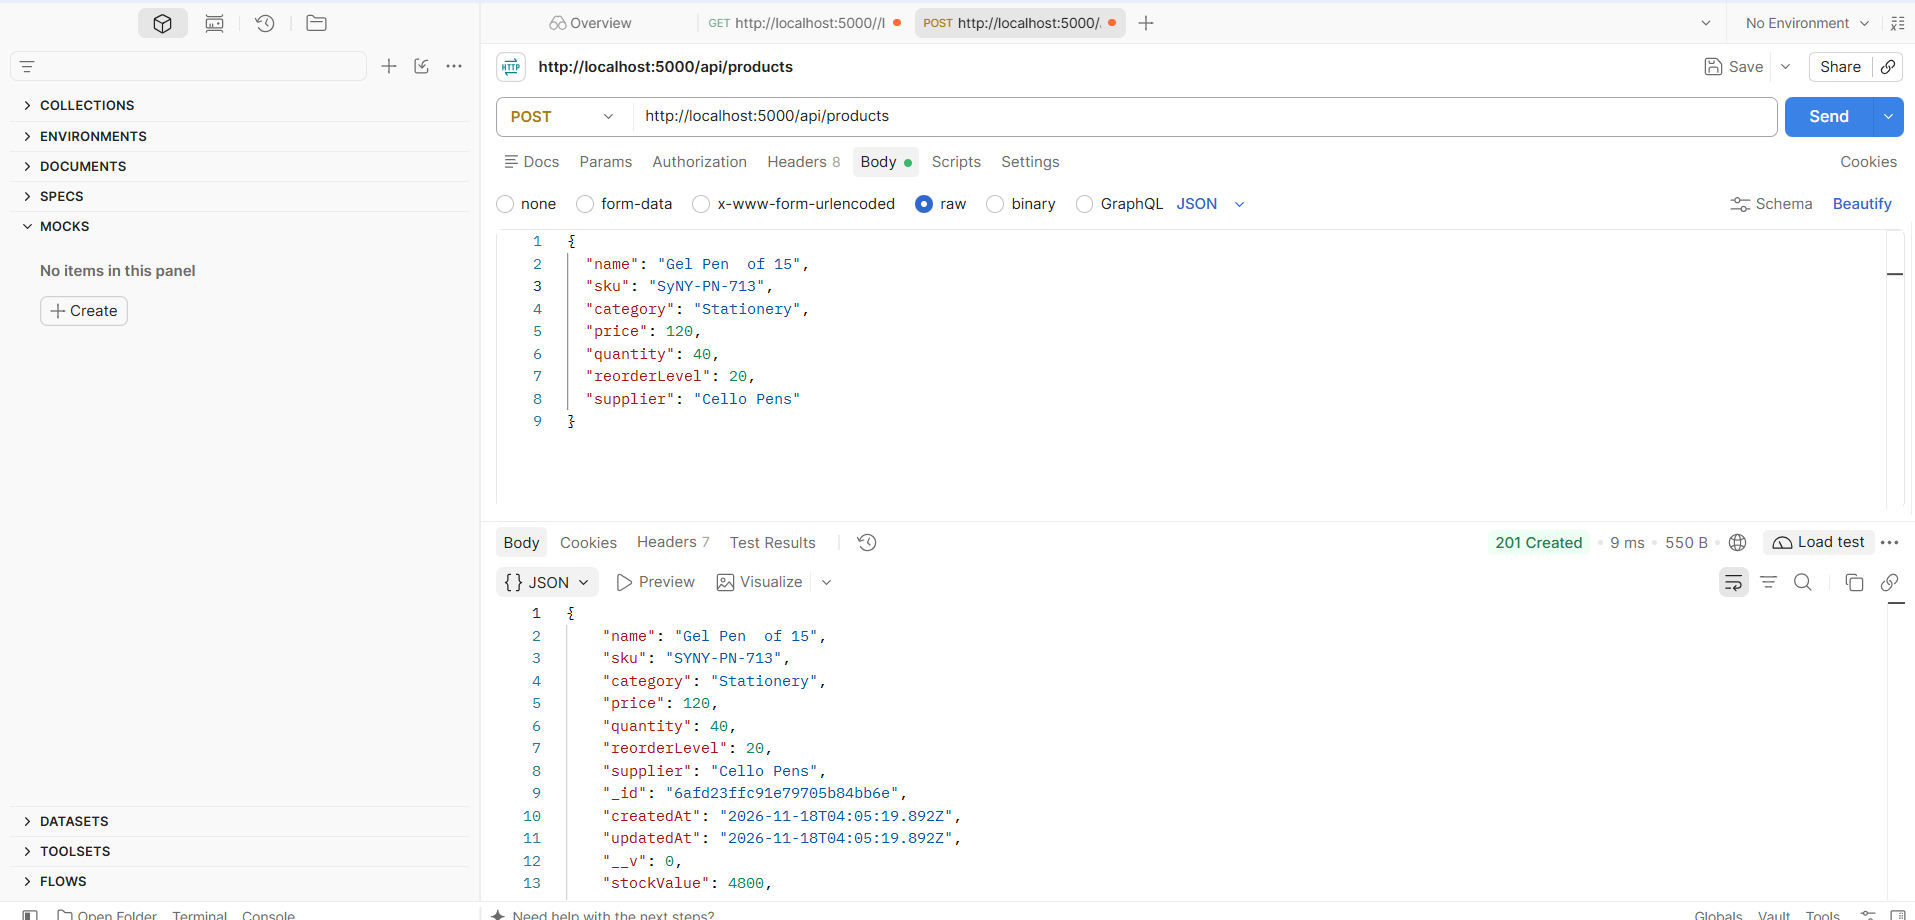 Overview
GET http://localhost:5000//l
POST http://localhost:5000/.
No Environment
HTTP http://localhost:5000/api/products
Save
Share
COLLECTIONS
ENVIRONMENTS
DOCUMENTS
SPECS
MOCKS
No items in this panel
Create
DATASETS
TOOLSETS
FLOWS
POST http://localhost:5000/api/products
Send
Docs Params Authorization Headers 8 Body Scripts Settings Cookies
none form-data x-www-form-urlencoded raw binary GraphQL JSON Schema Beautify
1 {
2 "name": "Gel Pen  of 15",
3 "sku": "SyNY-PN-713",
4 "category": "Stationery",
5 "price": 120,
6 "quantity": 40,
7 "reorderLevel": 20,
8 "supplier": "Cello Pens"
9 }
Body Cookies Headers 7 Test Results
201 Created • 9 ms • 550 B • Load test
{} JSON Preview Visualize
1 {
2 "name": "Gel Pen  of 15",
3 "sku": "SYNY-PN-713",
4 "category": "Stationery",
5 "price": 120,
6 "quantity": 40,
7 "reorderLevel": 20,
8 "supplier": "Cello Pens",
9 "_id": "6afd23ffc91e79705b84bb6e",
10 "createdAt": "2026-11-18T04:05:19.892Z",
11 "updatedAt": "2026-11-18T04:05:19.892Z",
12 "__v": 0,
13 "stockValue": 4800,
Open Folder Terminal Console
Need help with the next steps?
Globals Vault Tools